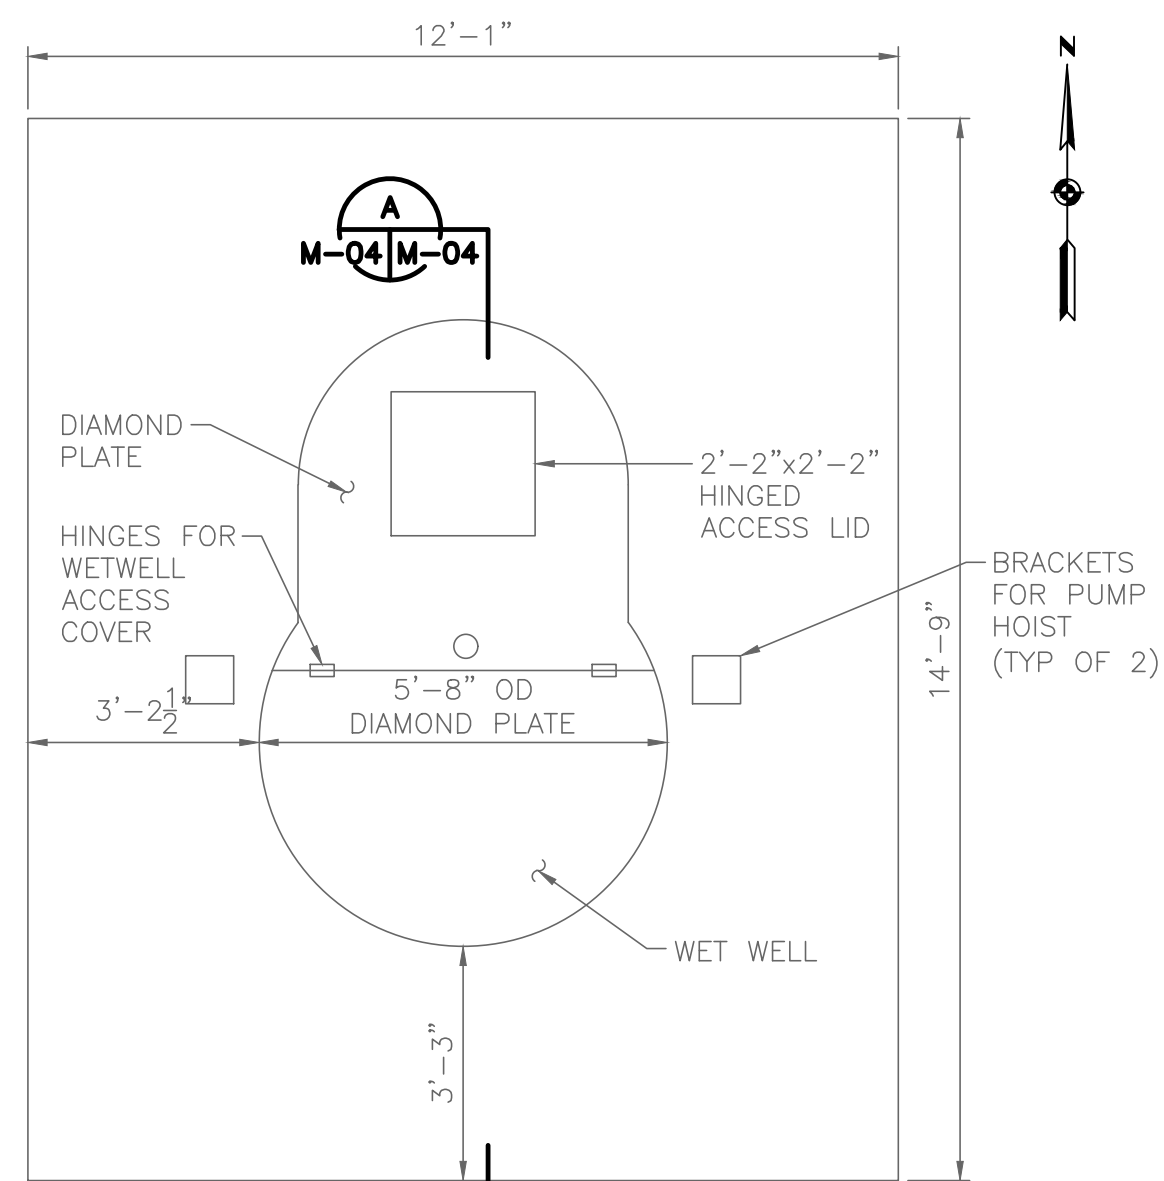 12'-1"
N
A
M-04 M-04
DIAMOND
PLATE
2'-2"x2'-2"
HINGED
ACCESS LID
HINGES FOR
WETWELL
ACCESS
COVER
BRACKETS
FOR PUMP
HOIST
(TYP OF 2)
14'-9"
3'-2 1/2"
5'-8" OD
DIAMOND PLATE
WET WELL
3'-3"